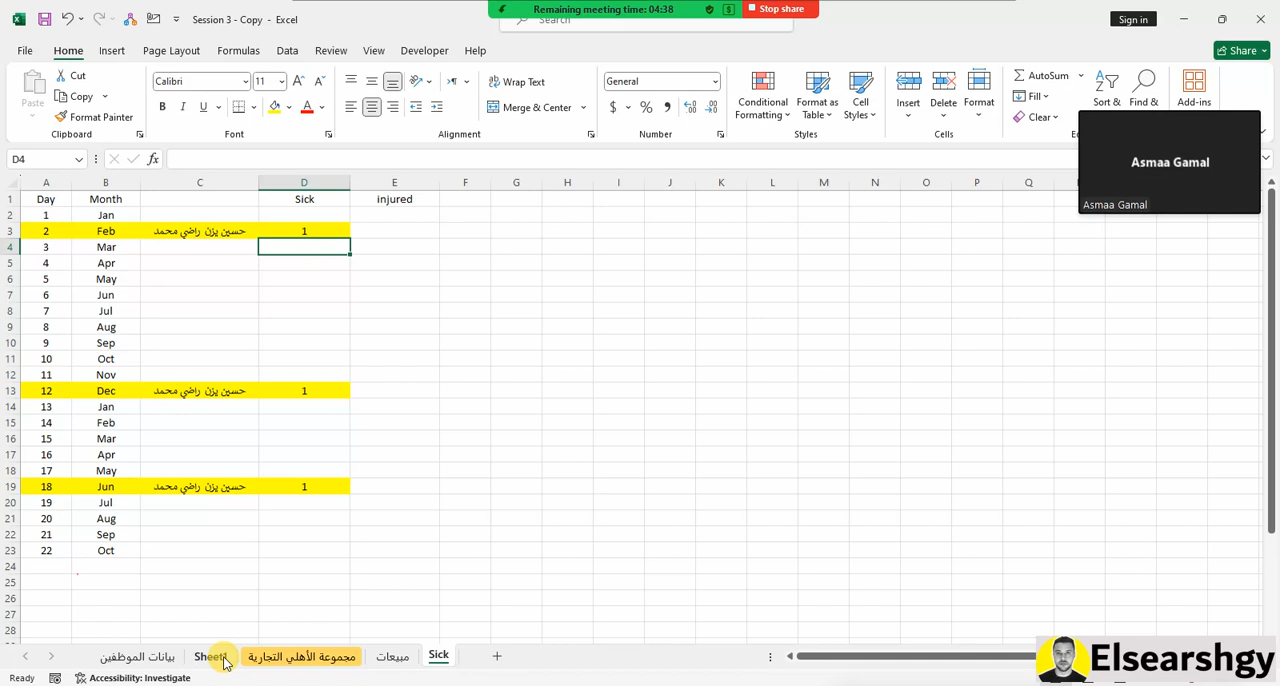 Session 3 - Copy - Excel
Remaining meeting time: 04:38
Stop share
Search
Sign in
File Home Insert Page Layout Formulas Data Review View Developer Help
Share
Paste
Cut
Copy
Format Painter
Clipboard
Calibri 11
B I U
Font
Wrap Text
Merge & Center
Alignment
General
$ % ,
Number
Conditional Formatting
Format as Table
Cell Styles
Styles
Insert
Delete
Format
Cells
AutoSum
Fill
Clear
Sort &
Find &
Add-ins
Asmaa Gamal
Asmaa Gamal
D4
fx
A B C D E F G H I J K L M N O P Q
1 Day Month Sick injured
2 1 Jan
3 2 Feb حسين يزن راضي محمد 1
4 3 Mar
5 4 Apr
6 5 May
7 6 Jun
8 7 Jul
9 8 Aug
10 9 Sep
11 10 Oct
12 11 Nov
13 12 Dec حسين يزن راضي محمد 1
14 13 Jan
15 14 Feb
16 15 Mar
17 16 Apr
18 17 May
19 18 Jun حسين يزن راضي محمد 1
20 19 Jul
21 20 Aug
22 21 Sep
23 22 Oct
24
25
26
27
28
بيانات الموظفين Sheet1 مجموعة الأهلي التجارية مبيعات Sick
Ready Accessibility: Investigate
Elsearshgy